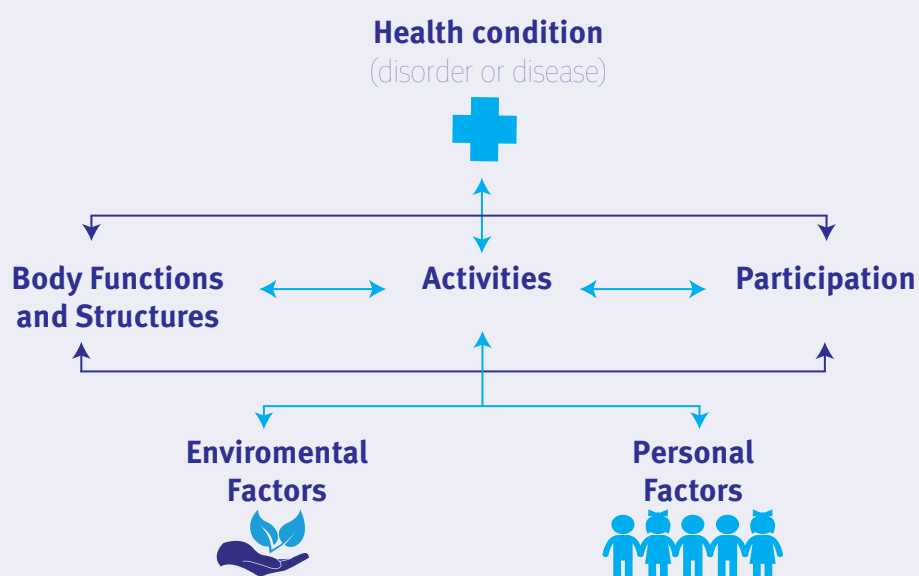 Health condition
(disorder or disease)
Body Functions
and Structures
Activities
Participation
Enviromental
Factors
Personal
Factors